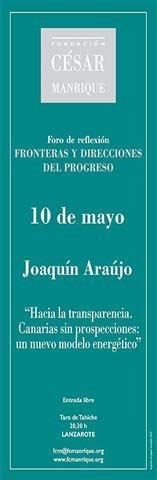 FUNDACIÓN
CÉSAR
MANRIQUE
Foro de reflexión
FRONTERAS Y DIRECCIONES
DEL PROGRESO
10 de mayo
Joaquín Araújo
“Hacia la transparencia.
Canarias sin prospecciones:
un nuevo modelo energético”
Entrada libre
Taro de Tahíche
20,30 h
LANZAROTE
fcm@fcmanrique.org
www.fcmanrique.org